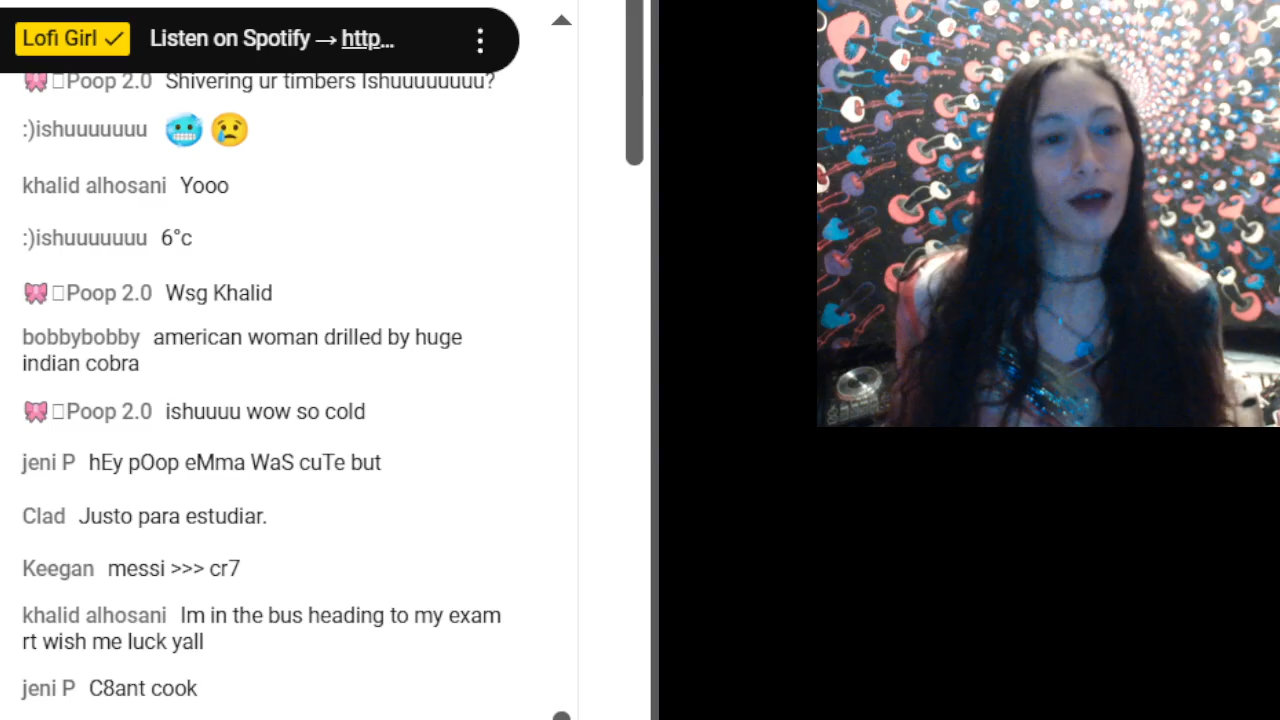 Lofi Girl ✓ Listen on Spotify → http...
Poop 2.0 Shivering ur timbers Ishuuuuuuuu?
:)ishuuuuuuu 🥶😢
khalid alhosani Yooo
:)ishuuuuuuu 6°c
Poop 2.0 Wsg Khalid
bobbybobby american woman drilled by huge
indian cobra
Poop 2.0 ishuuuu wow so cold
jeni P hEy pOop eMma WaS cuTe but
Clad Justo para estudiar.
Keegan messi >>> cr7
khalid alhosani Im in the bus heading to my exam
rt wish me luck yall
jeni P C8ant cook